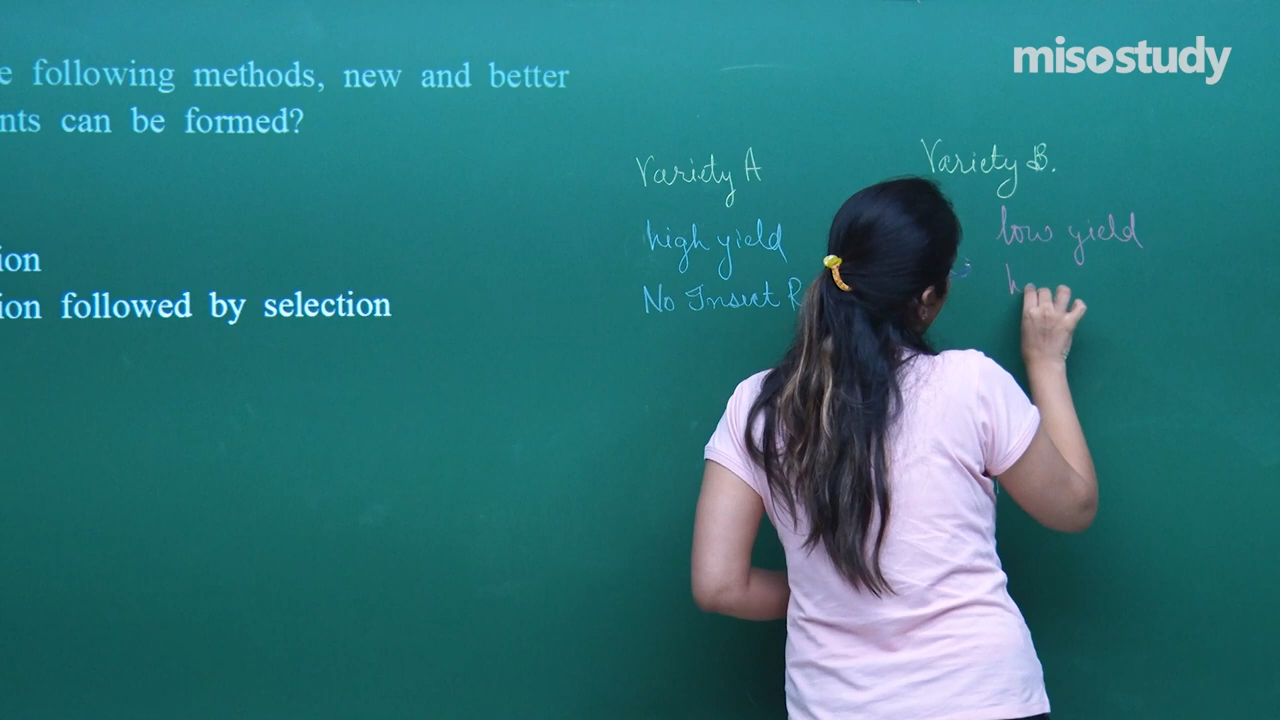 misostudy
e following methods, new and better
nts can be formed?
Variety A
Variety B.
high yield
low yield
No Insect R
ion
ion followed by selection